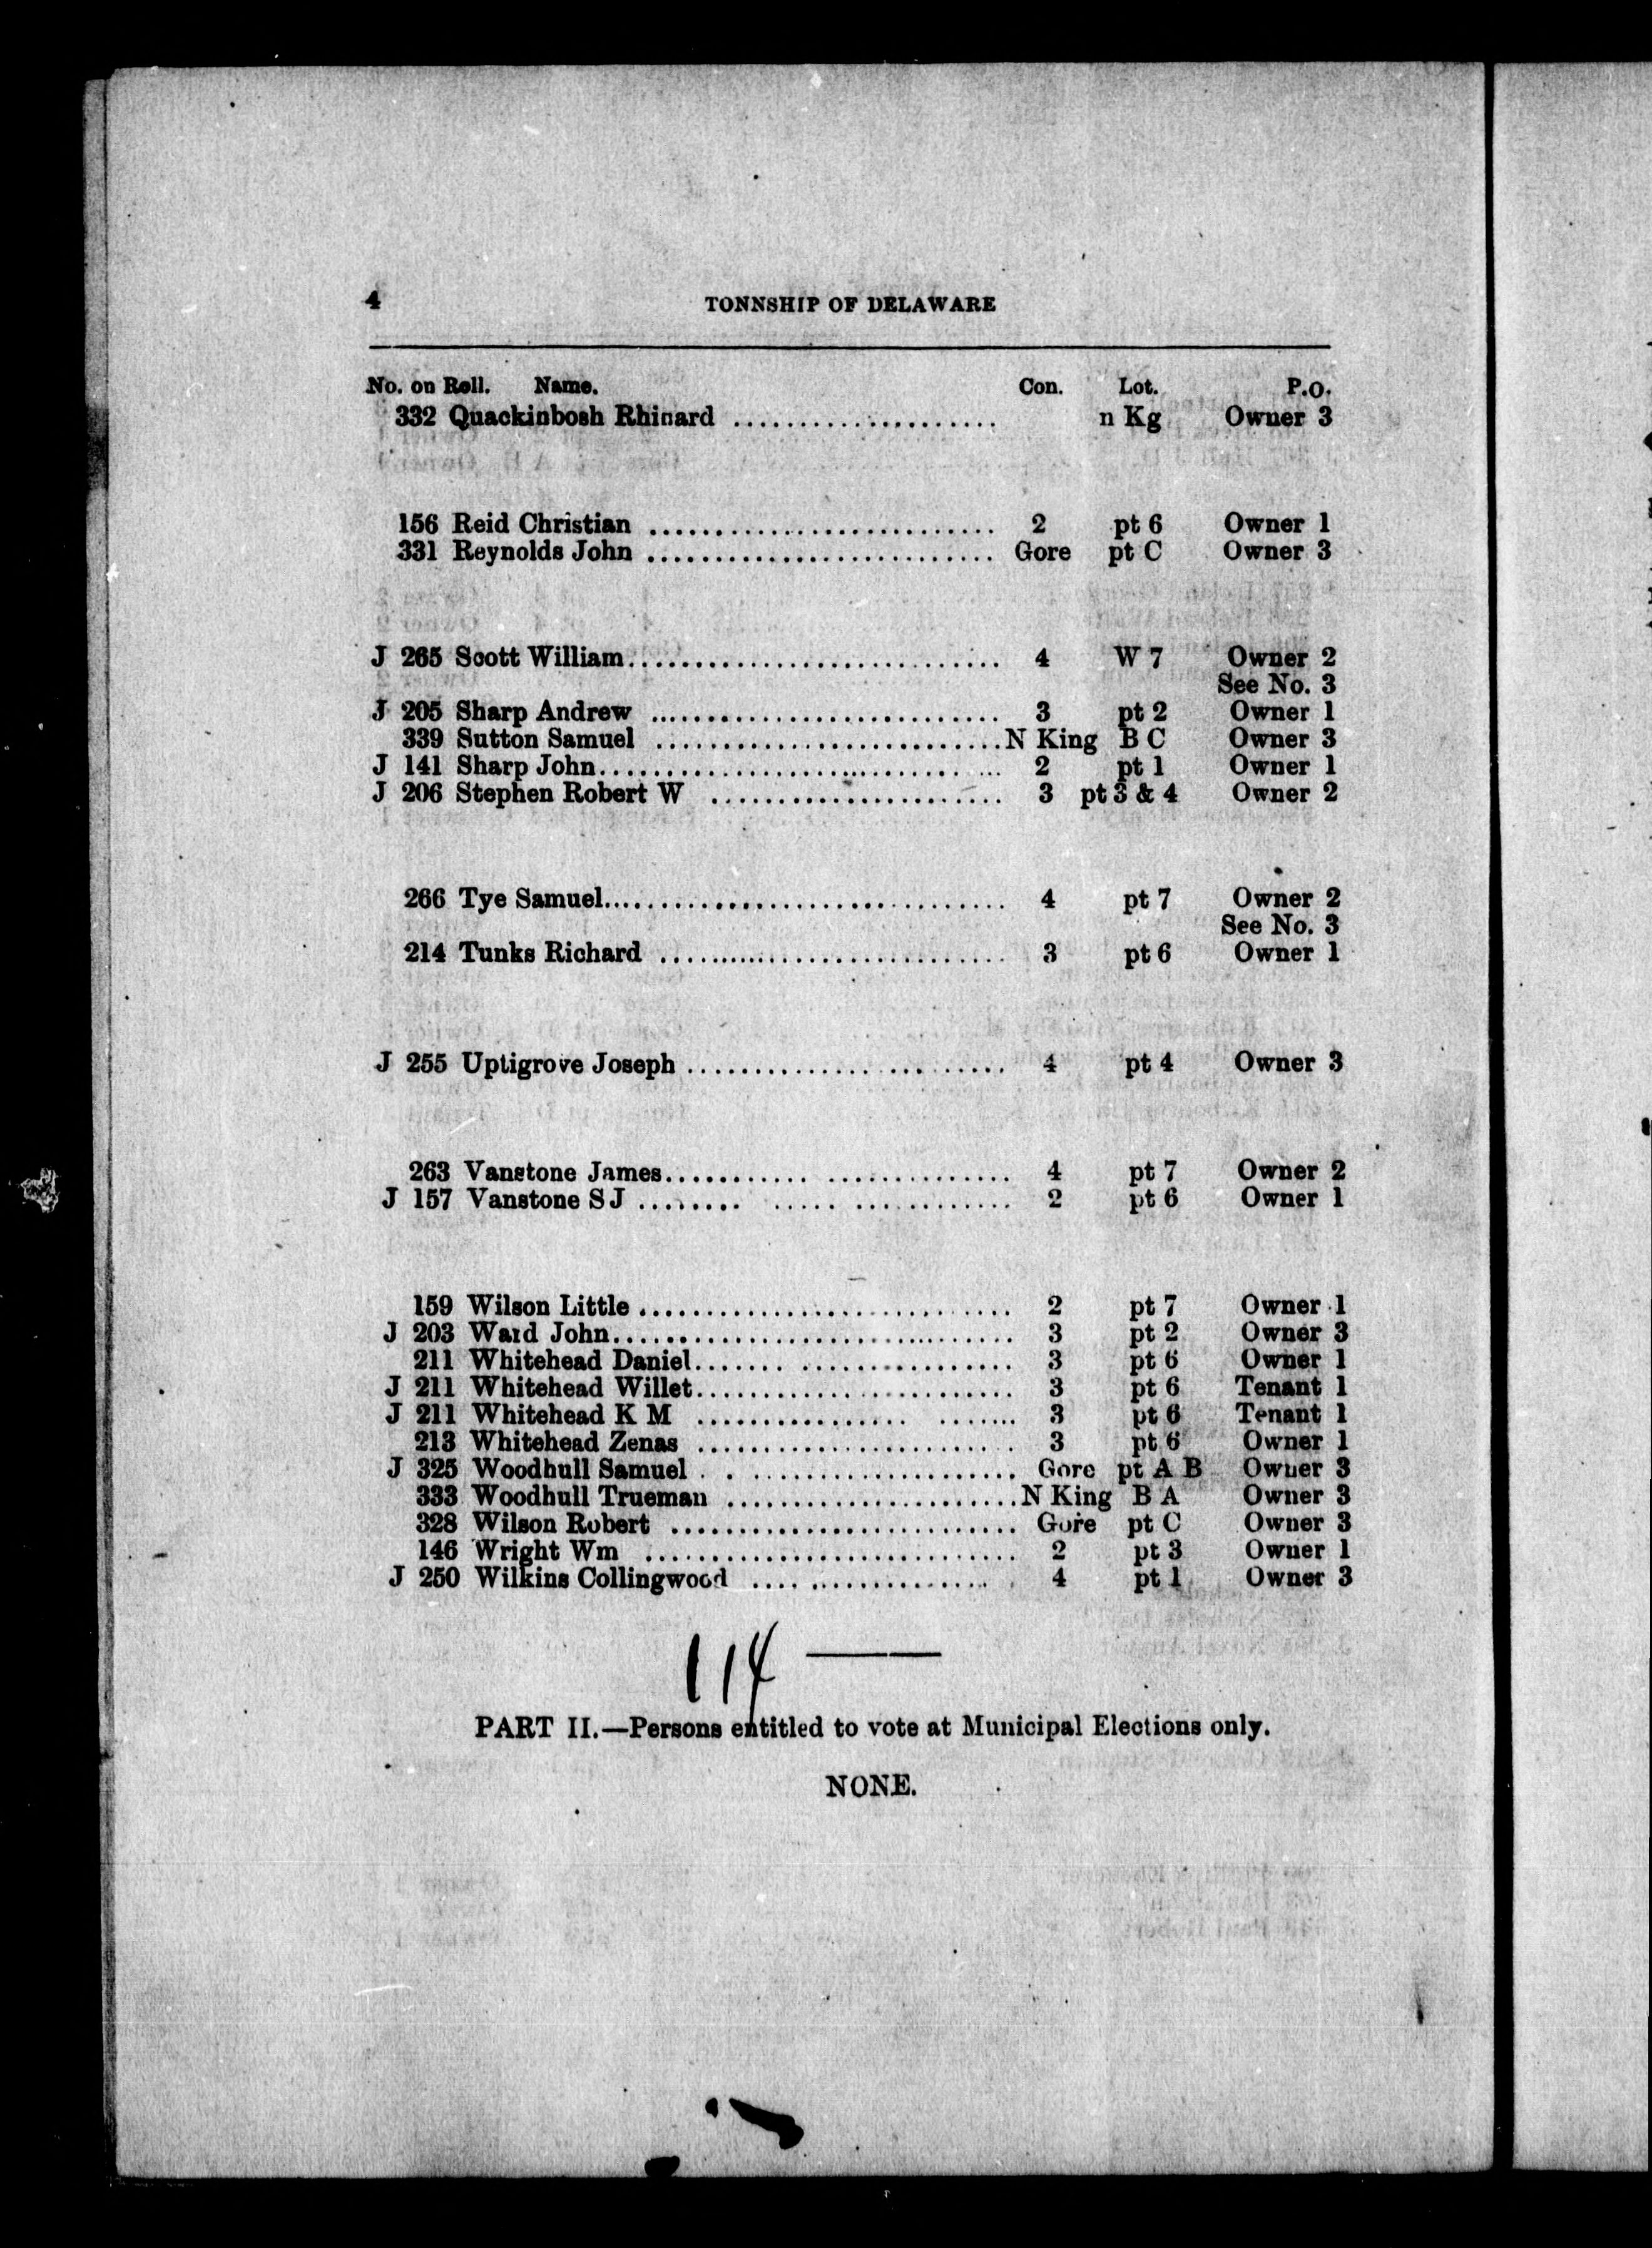 4 TONNSHIP OF DELAWARE
No. on Roll. Name. Con. Lot. P.O.
332 Quackinbosh Rhinard .................... n Kg Owner 3
156 Reid Christian .......................... 2 pt 6 Owner 1
331 Reynolds John .......................... Gore pt C Owner 3
J 265 Scott William............................ 4 W 7 Owner 2
See No. 3
J 205 Sharp Andrew .......................... 3 pt 2 Owner 1
339 Sutton Samuel ..........................N King B C Owner 3
J 141 Sharp John.............................. 2 pt 1 Owner 1
J 206 Stephen Robert W ...................... 3 pt 3 & 4 Owner 2
266 Tye Samuel.............................. 4 pt 7 Owner 2
See No. 3
214 Tunks Richard .......................... 3 pt 6 Owner 1
J 255 Uptigrove Joseph ........................ 4 pt 4 Owner 3
263 Vanstone James.......................... 4 pt 7 Owner 2
J 157 Vanstone S J .......................... 2 pt 6 Owner 1
159 Wilson Little ............................ 2 pt 7 Owner 1
J 203 Ward John.............................. 3 pt 2 Owner 3
211 Whitehead Daniel........................ 3 pt 6 Owner 1
J 211 Whitehead Willet........................ 3 pt 6 Tenant 1
J 211 Whitehead K M ........................ 3 pt 6 Tenant 1
213 Whitehead Zenas ........................ 3 pt 6 Owner 1
J 325 Woodhull Samuel ........................ Gore pt A B Owner 3
333 Woodhull Trueman ......................N King B A Owner 3
328 Wilson Robert .......................... Gore pt C Owner 3
146 Wright Wm ............................ 2 pt 3 Owner 1
J 250 Wilkins Collingwood .................... 4 pt 1 Owner 3
114
PART II.—Persons entitled to vote at Municipal Elections only.
NONE.